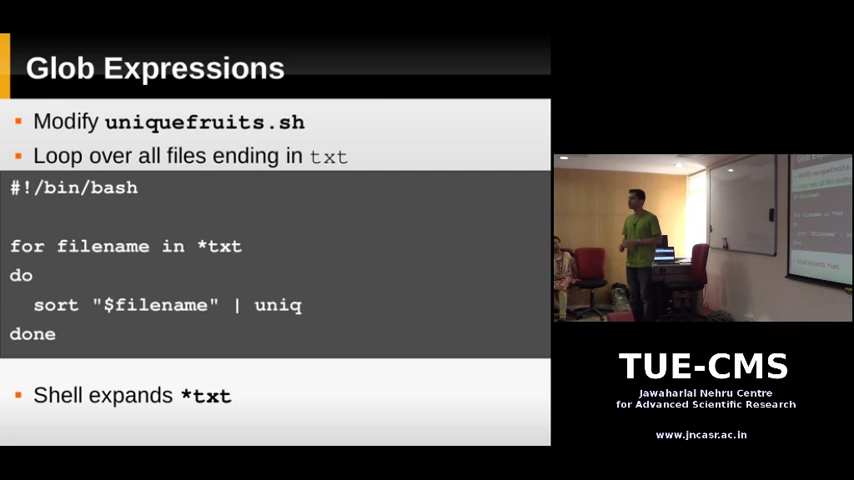 Glob Expressions
Modify uniquefruits.sh
Loop over all files ending in txt
#!/bin/bash
for filename in *txt
do
sort "$filename" | uniq
done
Shell expands *txt
TUE-CMS
Jawaharlal Nehru Centre
for Advanced Scientific Research
www.jncasr.ac.in